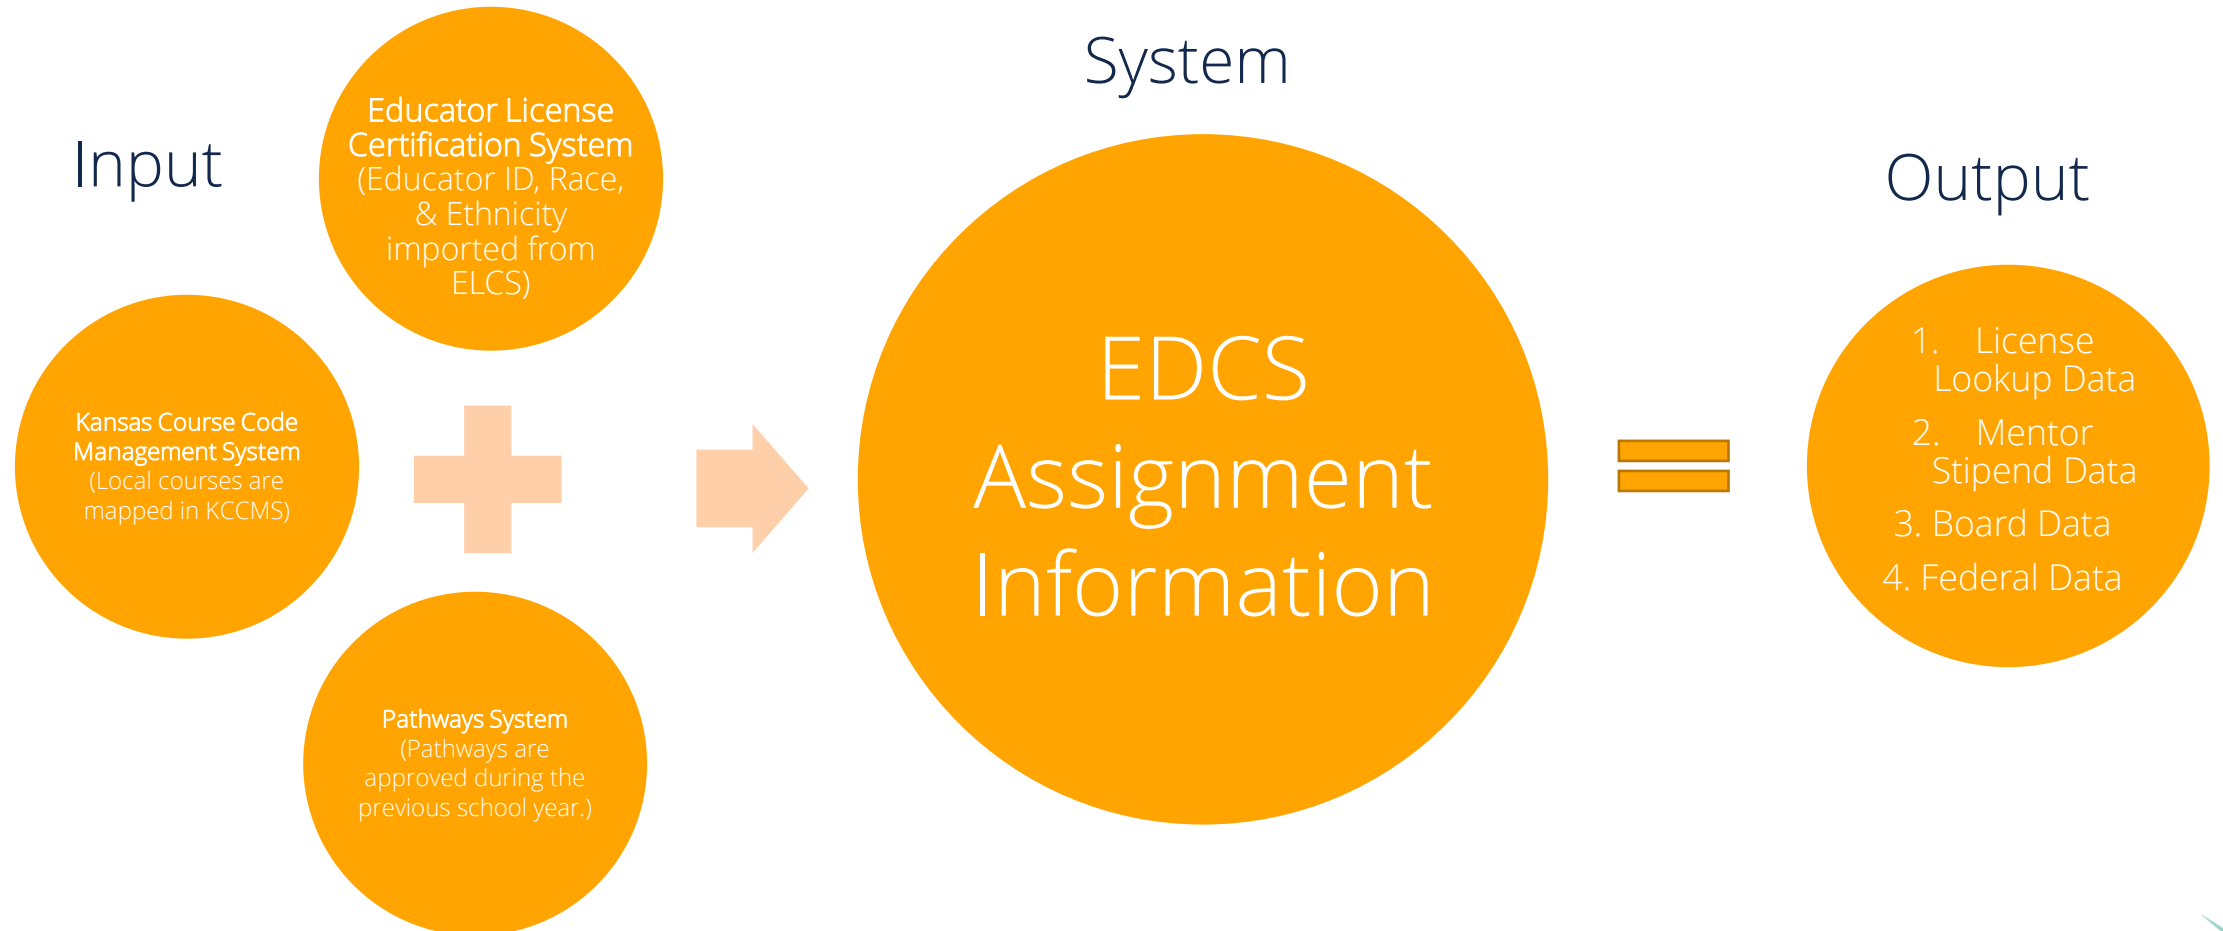 Input
Educator License
Certification System
(Educator ID, Race,
& Ethnicity
imported from
ELCS)
Kansas Course Code
Management System
(Local courses are
mapped in KCCMS)
Pathways System
(Pathways are
approved during the
previous school year.)
System
EDCS
Assignment
Information
Output
1. License
Lookup Data
2. Mentor
Stipend Data
3. Board Data
4. Federal Data